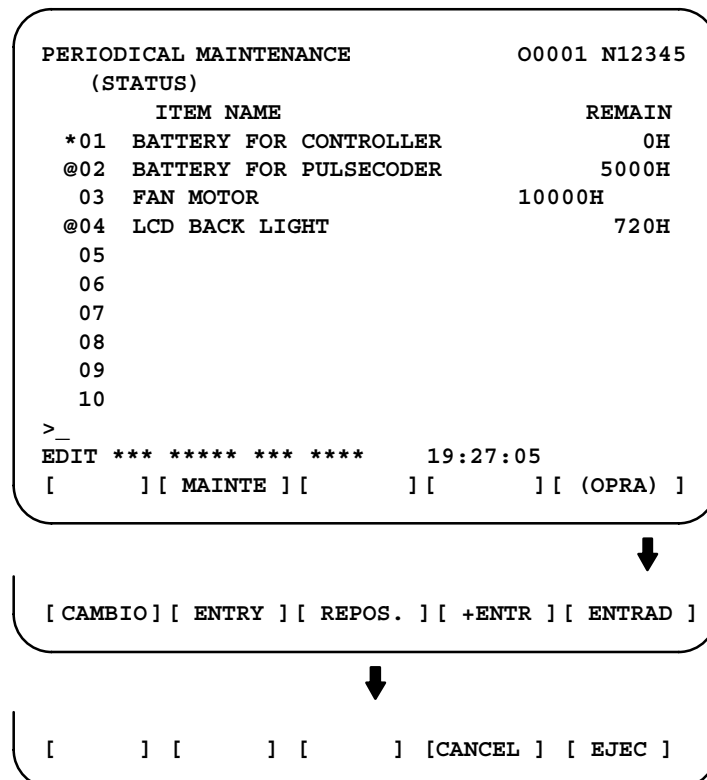 PERIODICAL MAINTENANCE O0001 N12345
(STATUS)
ITEM NAME REMAIN
*01 BATTERY FOR CONTROLLER 0H
@02 BATTERY FOR PULSECODER 5000H
03 FAN MOTOR 10000H
@04 LCD BACK LIGHT 720H
05
06
07
08
09
10
>_
EDIT *** ***** *** **** 19:27:05
[ ][ MAINTE ][ ][ ][ (OPRA) ]
[CAMBIO][ ENTRY ][ REPOS. ][ +ENTR ][ ENTRAD ]
[ ] [ ] [ ] [CANCEL ] [ EJEC ]